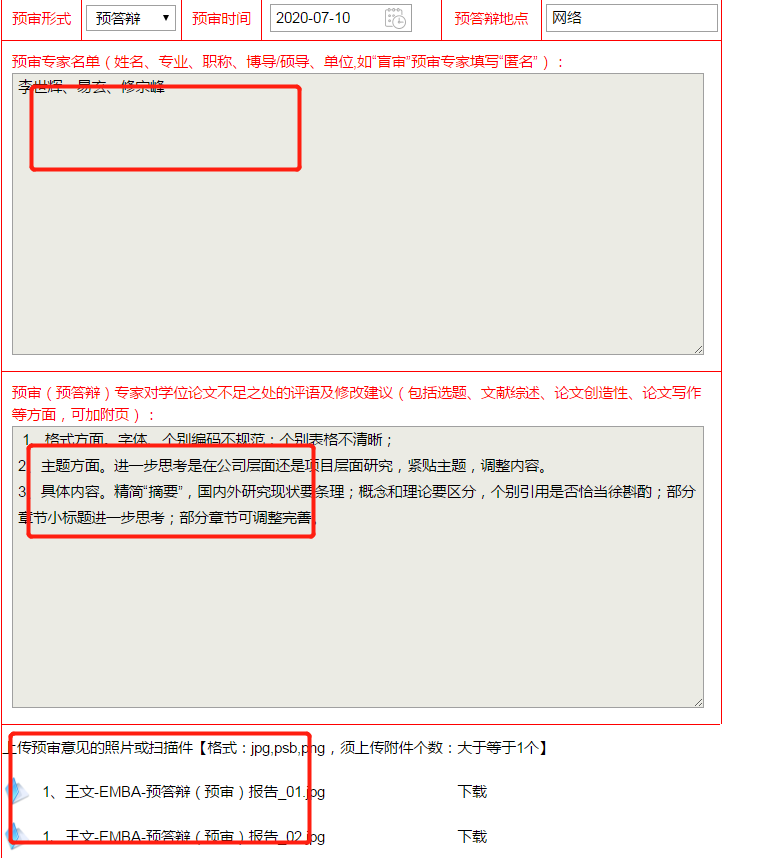 预审形式 预答辩 预审时间 2020-07-10 预答辩地点 网络
预审专家名单（姓名、专业、职称、博导/硕导、单位,如“盲审”预审专家填写“匿名”）：
李世辉、易玄、修宗峰
预审（预答辩）专家对学位论文不足之处的评语及修改建议（包括选题、文献综述、论文创造性、论文写作
等方面，可加附页）：
1、格式方面。字体、个别编码不规范；个别表格不清晰；
2、主题方面。进一步思考是在公司层面还是项目层面研究，紧贴主题，调整内容。
3、具体内容。精简“摘要”，国内外研究现状要条理；概念和理论要区分，个别引用是否恰当徐斟酌；部分
章节小标题进一步思考；部分章节可调整完善。
上传预审意见的照片或扫描件【格式：jpg,psb,png，须上传附件个数：大于等于1个】
1、王文-EMBA-预答辩（预审）报告_01.jpg 下载
1、王文-EMBA-预答辩（预审）报告_02.jpg 下载